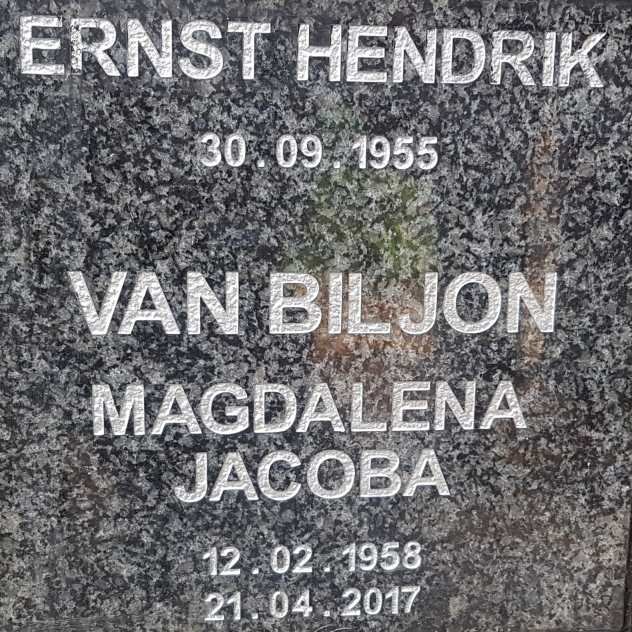 ERNST HENDRIK
30.09.1955
VAN BILJON
MAGDALENA
JACOBA
12.02.1958
21.04.2017